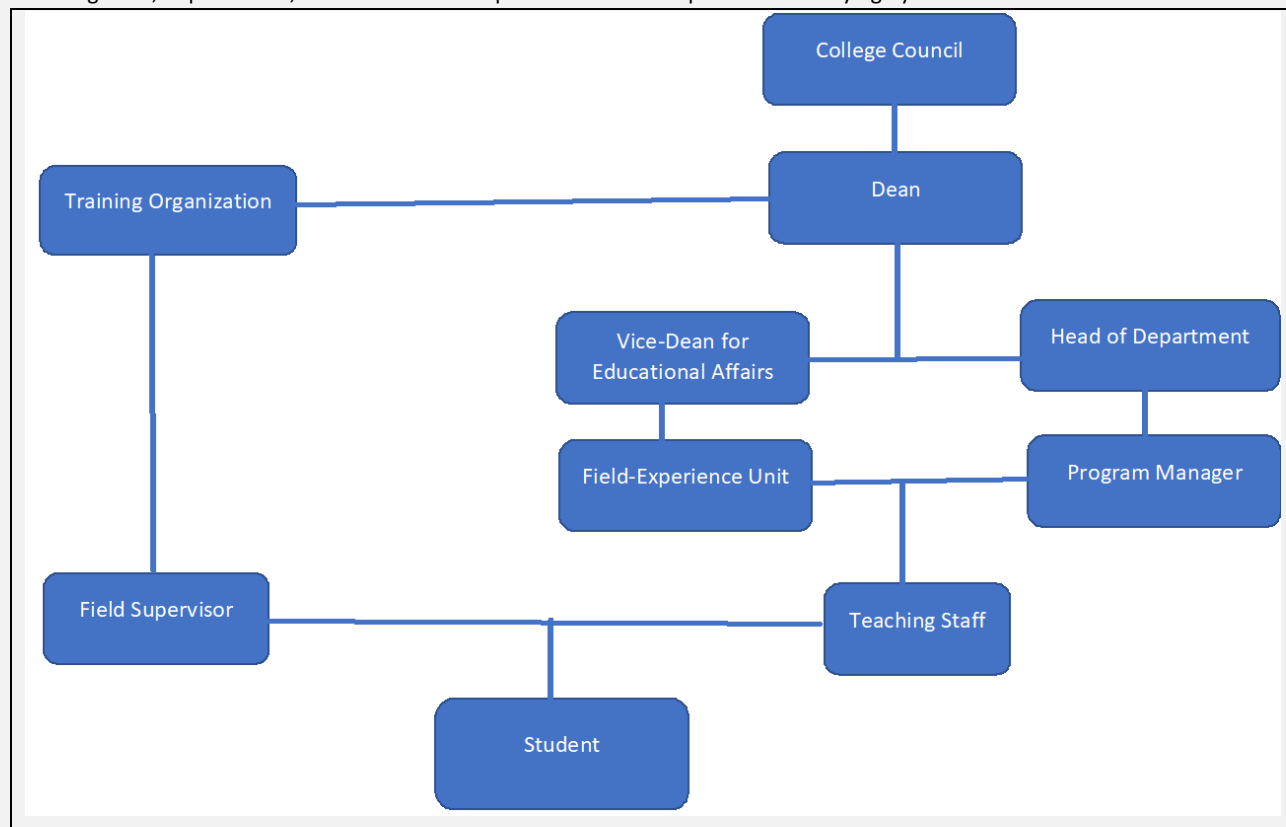 College Council
Training Organization
Dean
Vice-Dean for
Educational Affairs
Head of Department
Field-Experience Unit
Program Manager
Field Supervisor
Teaching Staff
Student